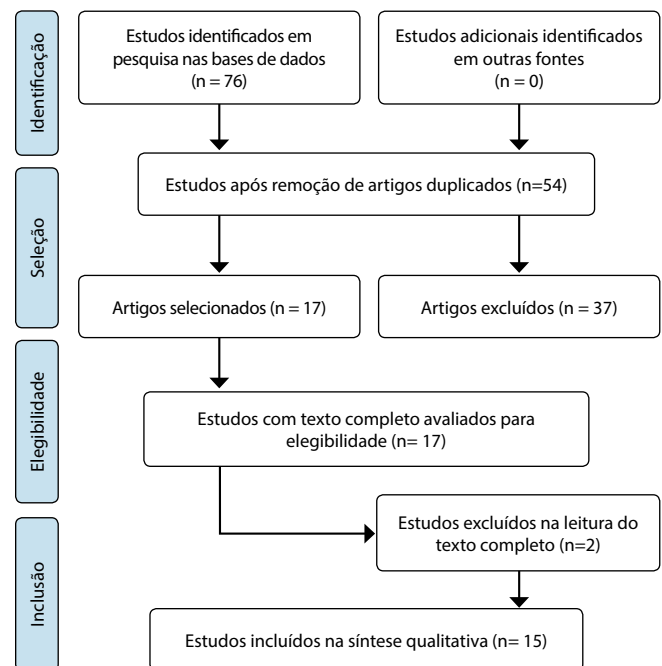 Identificação
Estudos identificados em
pesquisa nas bases de dados
(n = 76)
Estudos adicionais identificados
em outras fontes
(n = 0)
Estudos após remoção de artigos duplicados (n=54)
Seleção
Artigos selecionados (n = 17)
Artigos excluídos (n = 37)
Elegibilidade
Estudos com texto completo avaliados para
elegibilidade (n= 17)
Estudos excluídos na leitura do
texto completo (n=2)
Inclusão
Estudos incluídos na síntese qualitativa (n= 15)